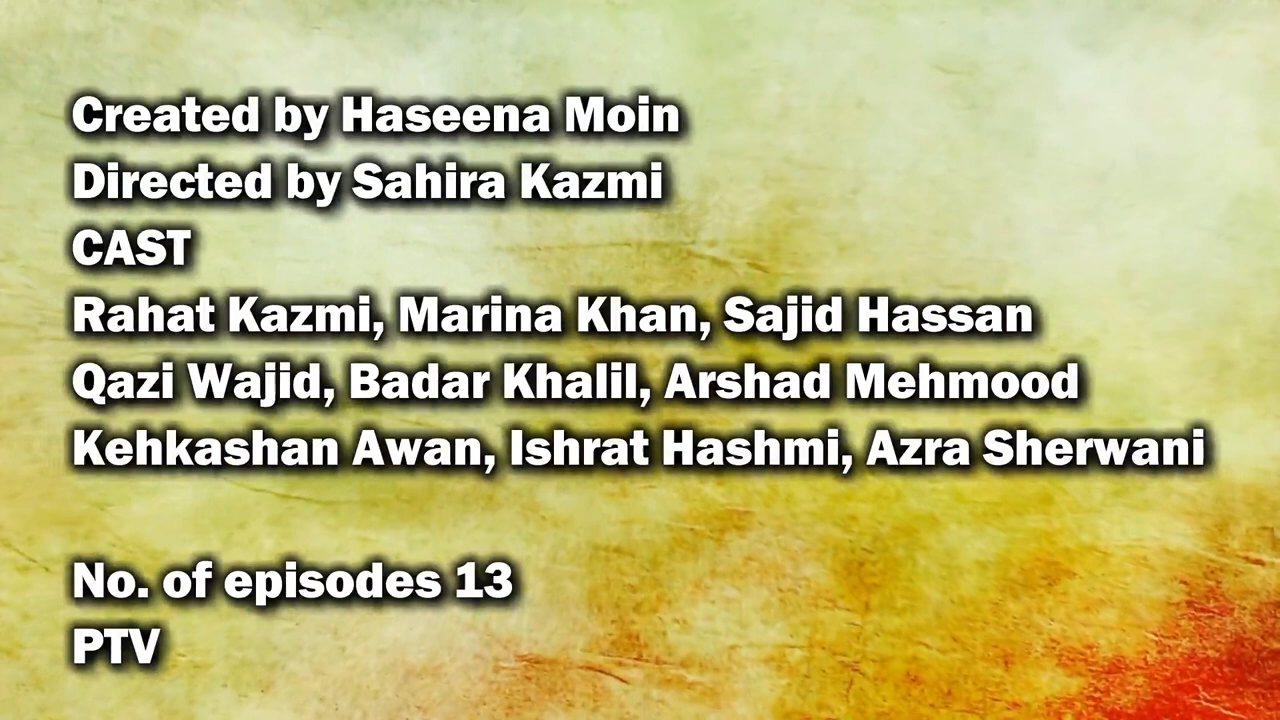 Created by Haseena Moin
Directed by Sahira Kazmi
CAST
Rahat Kazmi, Marina Khan, Sajid Hassan
Qazi Wajid, Badar Khalil, Arshad Mehmood
Kehkashan Awan, Ishrat Hashmi, Azra Sherwani
No. of episodes 13
PTV